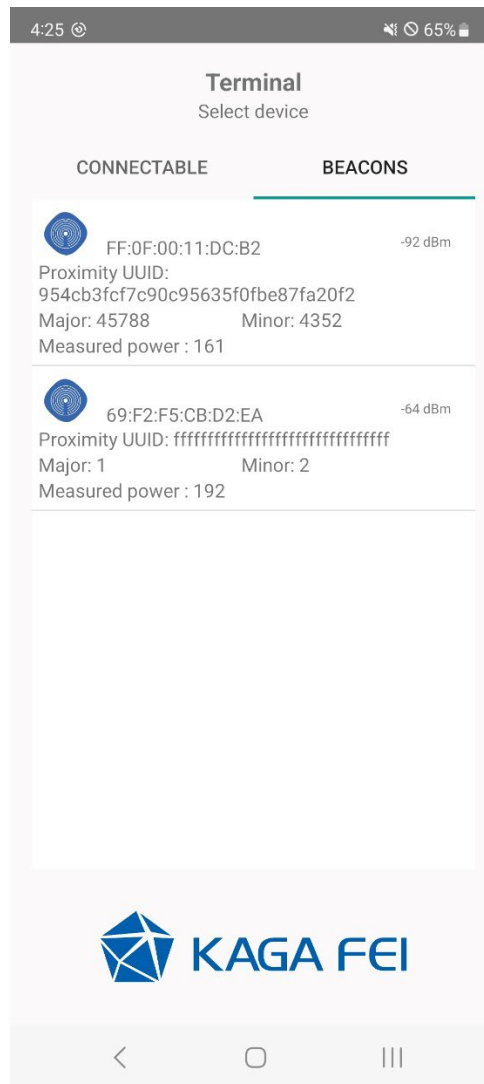 4:25 65%
Terminal
Select device
CONNECTABLE BEACONS
FF:0F:00:11:DC:B2 -92 dBm
Proximity UUID:
954cb3fcf7c90c95635f0fbe87fa20f2
Major: 45788 Minor: 4352
Measured power : 161
69:F2:F5:CB:D2:EA -64 dBm
Proximity UUID: ffffffffffffffffffffffffffffffff
Major: 1 Minor: 2
Measured power : 192
KAGA FEI